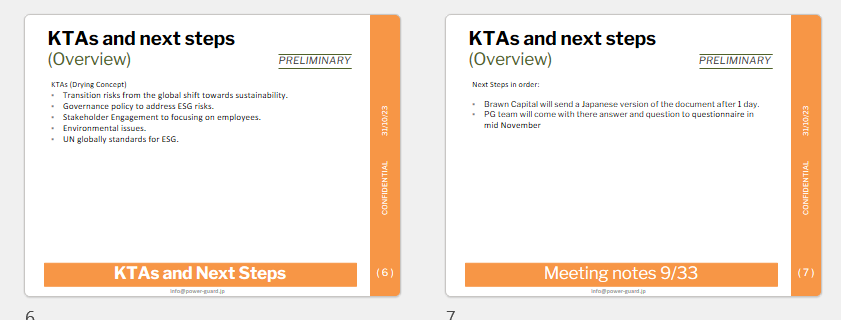 KTAs and next steps
(Overview)
PRELIMINARY
KTAs (Drying Concept)
• Transition risks from the global shift towards sustainability.
• Governance policy to address ESG risks.
• Stakeholder Engagement to focusing on employees.
• Environmental issues.
• UN globally standards for ESG.
31/10/23
CONFIDENTIAL
KTAs and Next Steps
(6)
info@power-guard.jp
6
KTAs and next steps
(Overview)
PRELIMINARY
Next Steps in order:
• Brawn Capital will send a Japanese version of the document after 1 day.
• PG team will come with there answer and question to questionnaire in
mid November
31/10/23
CONFIDENTIAL
Meeting notes 9/33
(7)
info@power-guard.jp
7